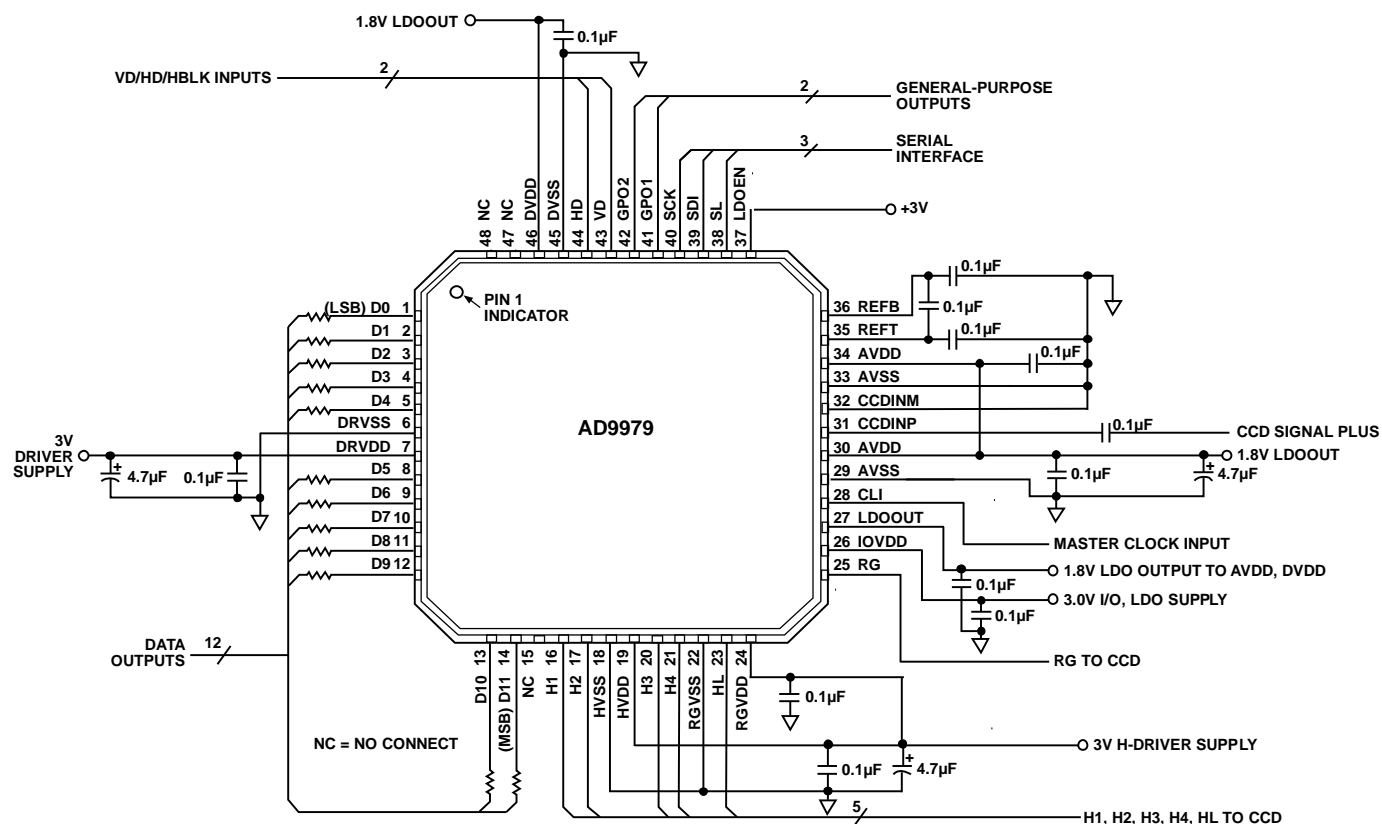 1.8V LDOOUT
0.1µF
VD/HD/HBLK INPUTS
2
2
GENERAL-PURPOSE
OUTPUTS
3
SERIAL
INTERFACE
+3V
48 NC
47 NC
46 DVDD
45 DVSS
44 HD
43 VD
42 GPO2
41 GPO1
40 SCK
39 SDI
38 SL
37 LDOEN
PIN 1
INDICATOR
AD9979
(LSB) D0 1
D1 2
D2 3
D3 4
D4 5
DRVSS 6
DRVDD 7
D5 8
D6 9
D7 10
D8 11
D9 12
3V
DRIVER
SUPPLY
+
4.7µF
0.1µF
DATA
OUTPUTS
12
36 REFB
35 REFT
34 AVDD
33 AVSS
32 CCDINM
31 CCDINP
30 AVDD
29 AVSS
28 CLI
27 LDOOUT
26 IOVDD
25 RG
0.1µF
0.1µF
0.1µF
0.1µF
0.1µF
CCD SIGNAL PLUS
1.8V LDOOUT
0.1µF
+
4.7µF
MASTER CLOCK INPUT
1.8V LDO OUTPUT TO AVDD, DVDD
0.1µF
3.0V I/O, LDO SUPPLY
0.1µF
RG TO CCD
D10 13
(MSB) D11 14
NC 15
H1 16
H2 17
HVSS 18
HVDD 19
H3 20
H4 21
RGVSS 22
HL 23
RGVDD 24
0.1µF
NC = NO CONNECT
3V H-DRIVER SUPPLY
0.1µF
+
4.7µF
5
H1, H2, H3, H4, HL TO CCD